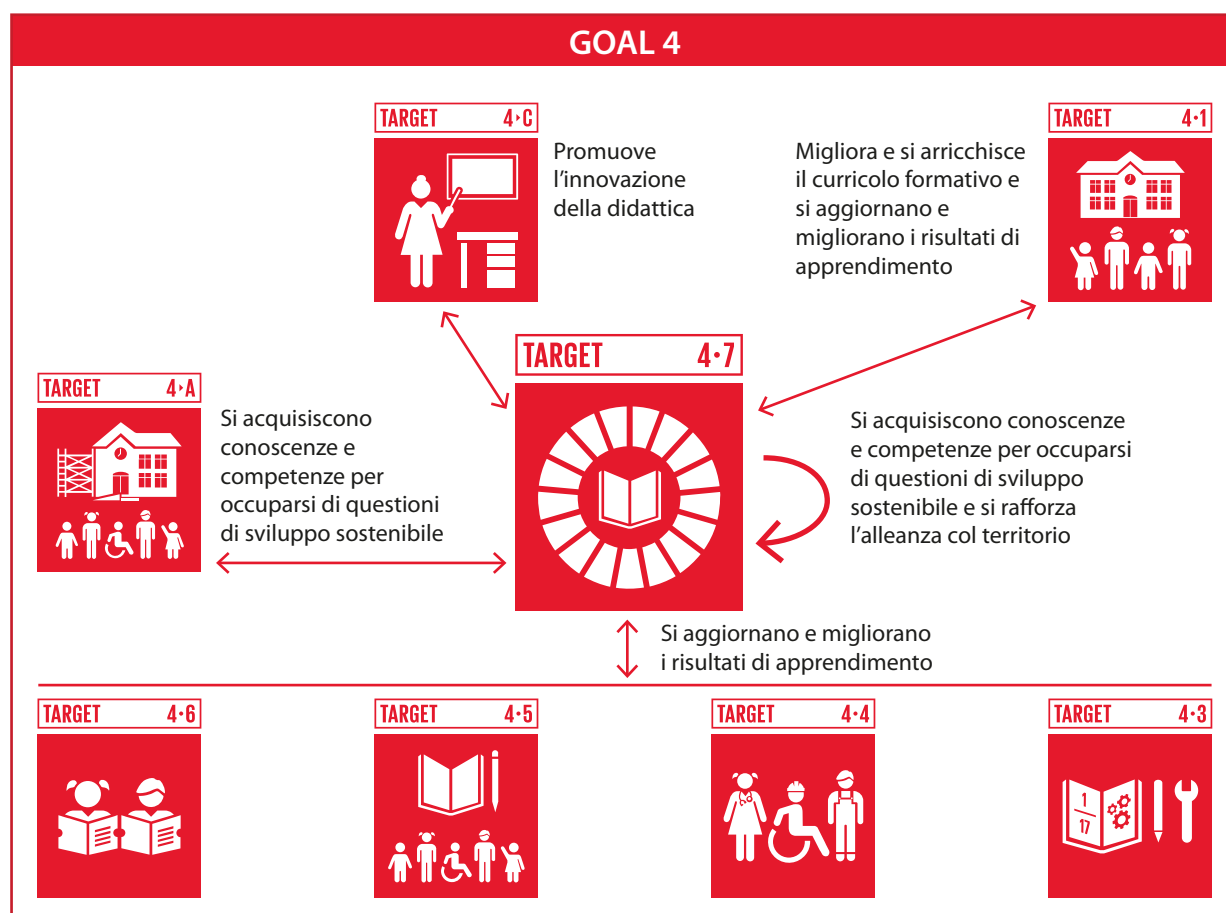 GOAL 4
TARGET 4·C
Promuove
l’innovazione
della didattica
TARGET 4·1
Migliora e si arricchisce
il curricolo formativo e
si aggiornano e
migliorano i risultati di
apprendimento
TARGET 4·7
TARGET 4·A
Si acquisiscono
conoscenze e
competenze per
occuparsi di questioni
di sviluppo sostenibile
Si acquisiscono conoscenze
e competenze per occuparsi
di questioni di sviluppo
sostenibile e si rafforza
l’alleanza col territorio
Si aggiornano e migliorano
i risultati di apprendimento
TARGET 4·6
TARGET 4·5
TARGET 4·4
TARGET 4·3
1
17